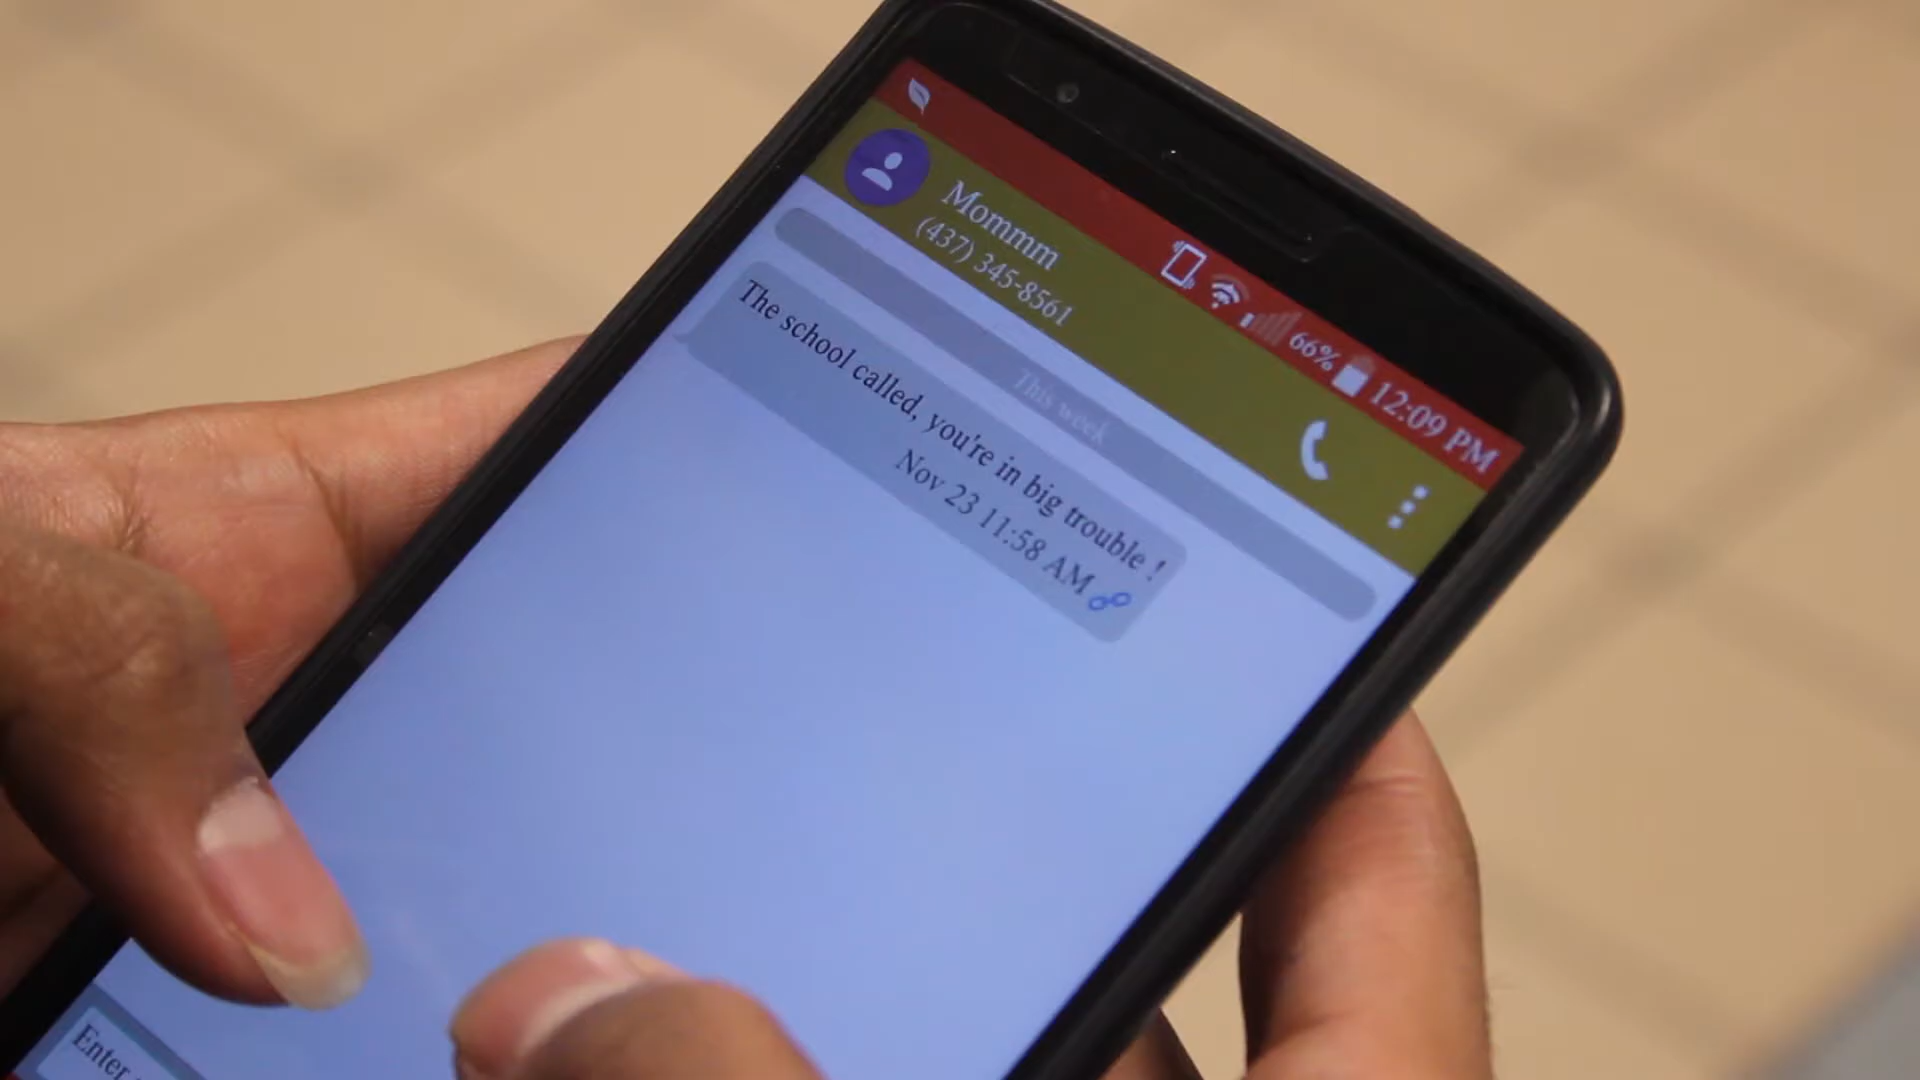 66% 12:09 PM
Mommm
(437) 345-8561
This week
The school called, you're in big trouble !
Nov 23 11:58 AM
Enter